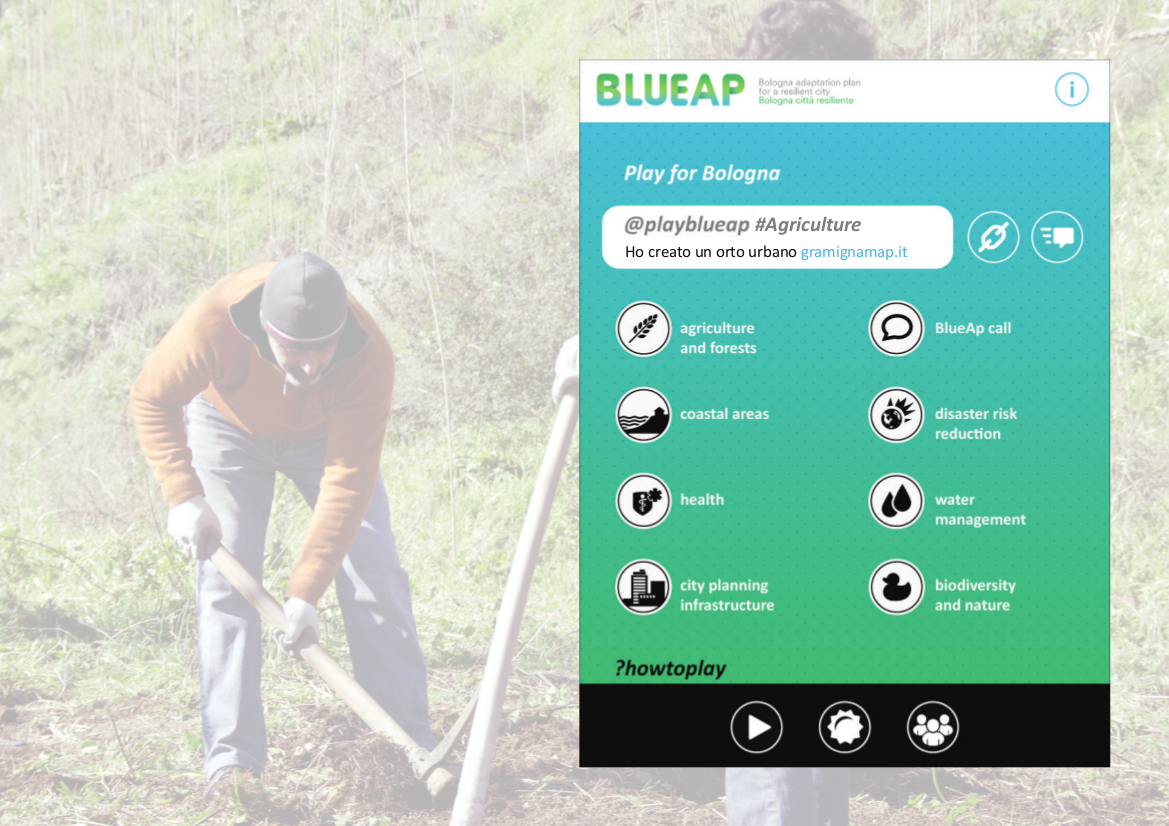 BLUEAP
Bologna adaptation plan
for a resilient city
Bologna città resiliente
i
Play for Bologna
@playblueap #Agriculture
Ho creato un orto urbano gramignamap.it
agriculture
and forests
BlueAp call
coastal areas
disaster risk
reduction
health
water
management
city planning
infrastructure
biodiversity
and nature
?howtoplay